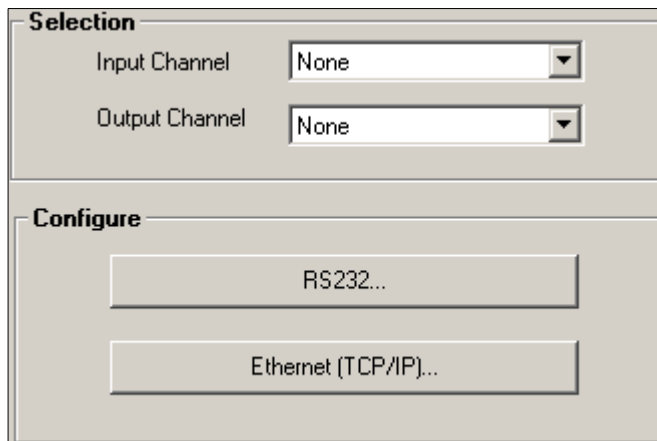 Selection
Input Channel None
Output Channel None
Configure
RS232...
Ethernet (TCP/IP)...